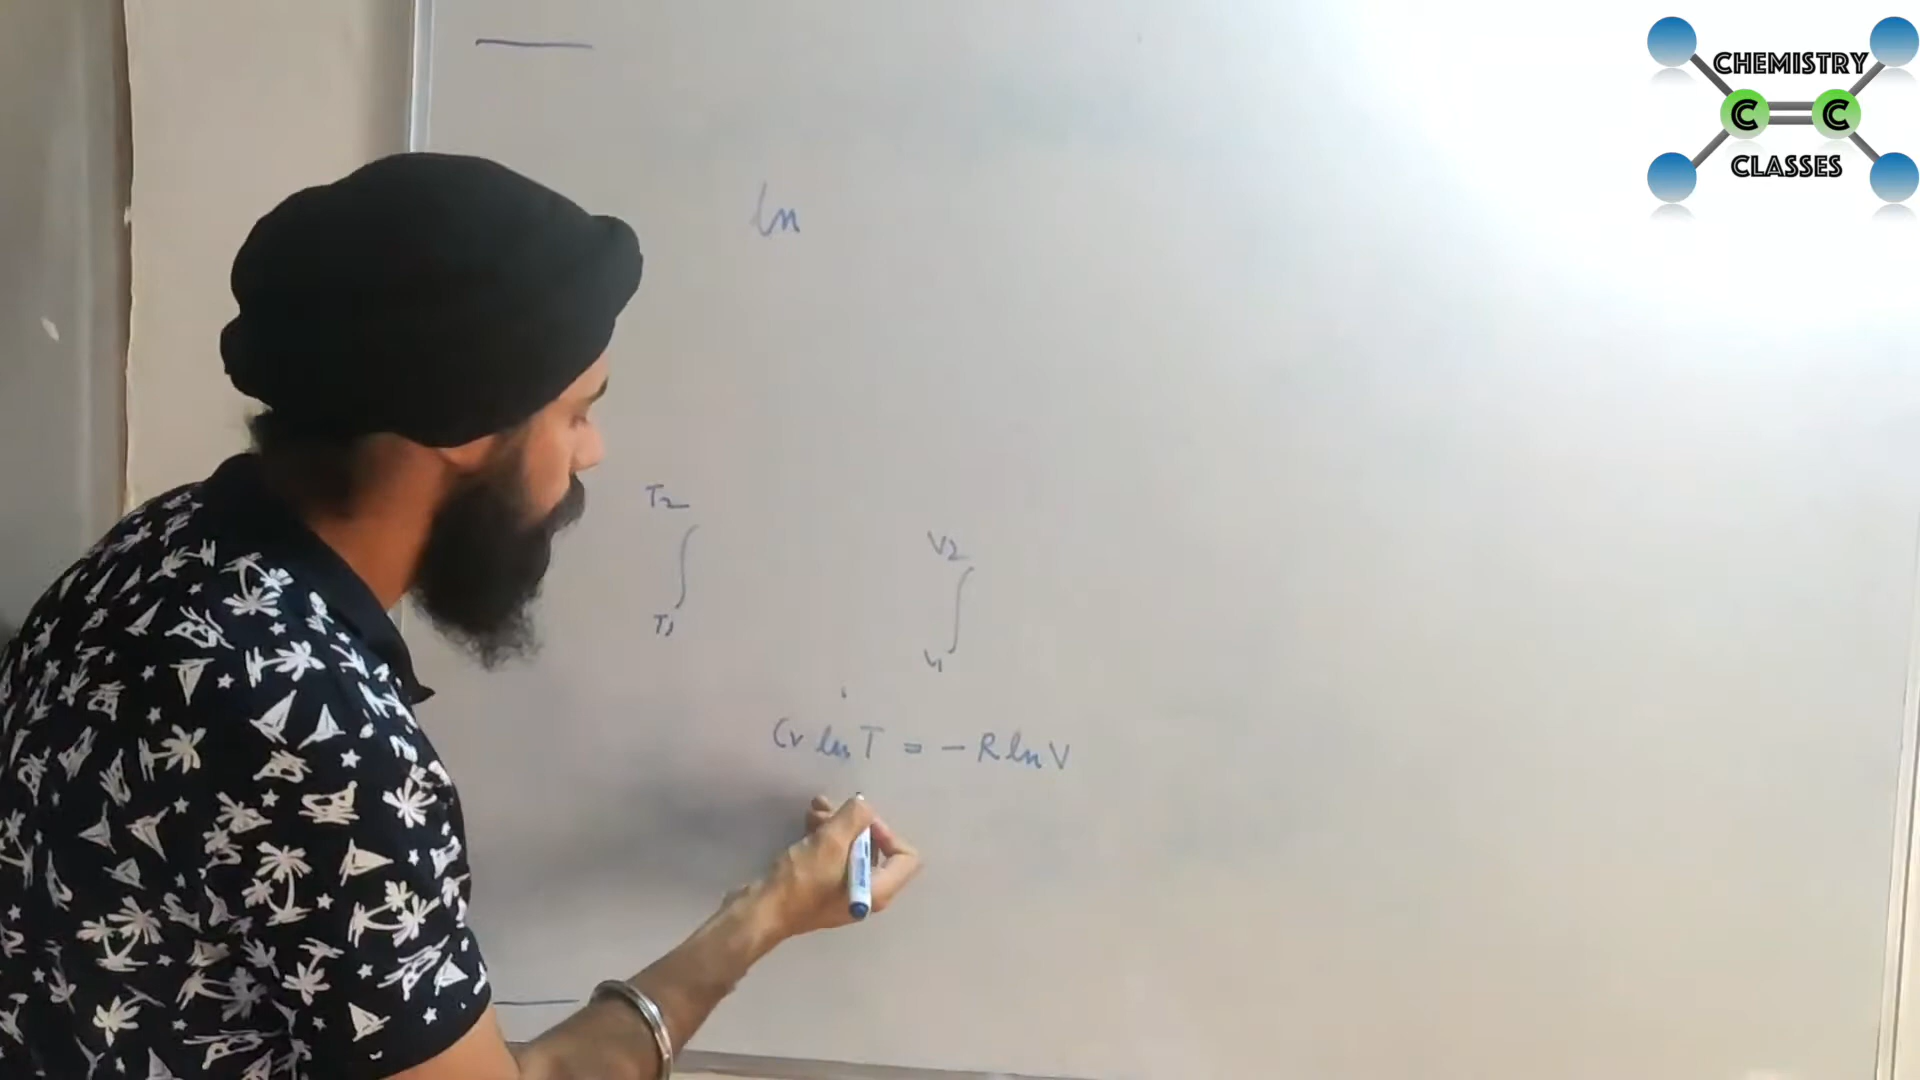 CHEMISTRY
C C
CLASSES
ln
T2
∫
T1
V2
∫
V1
Cv ln T = - R ln V